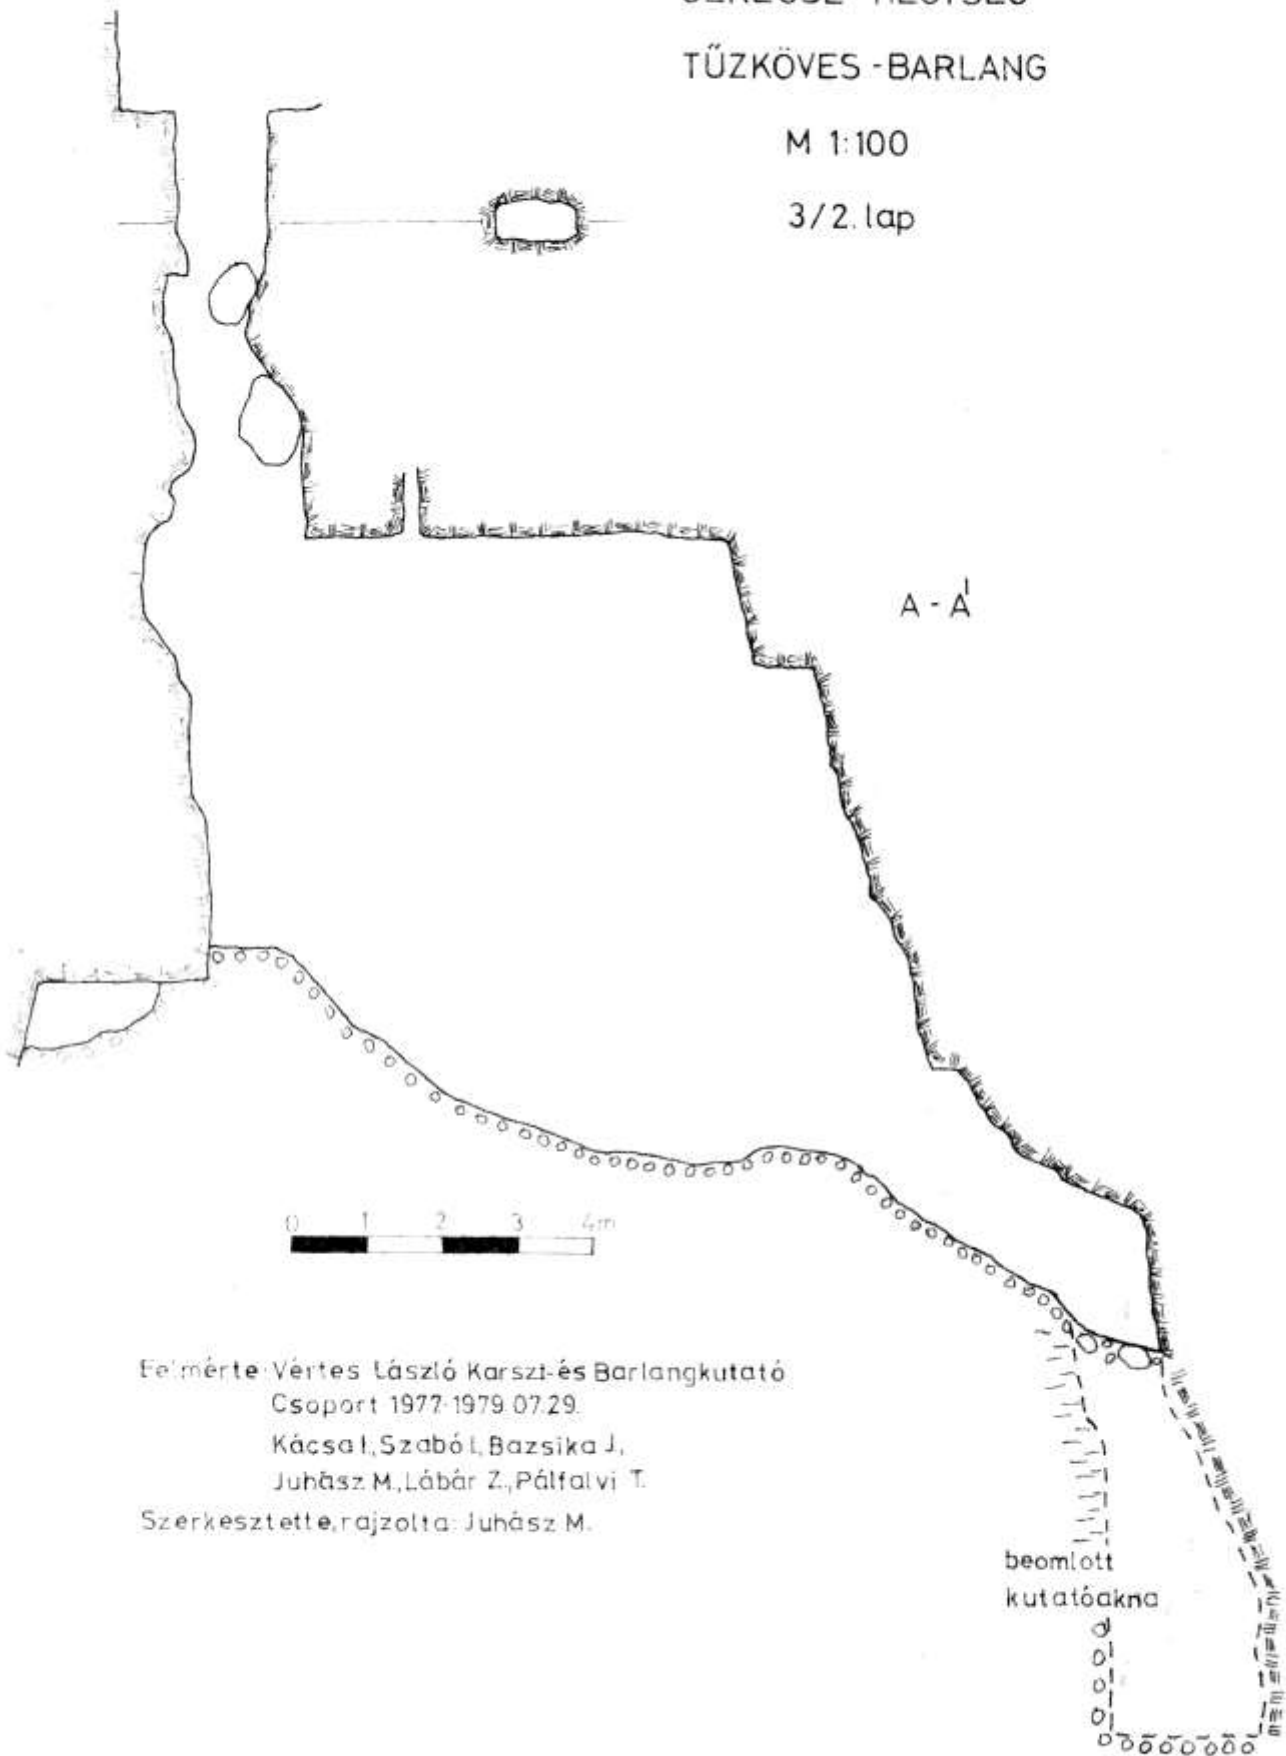 TŰZKÖVES - BARLANG
M 1:100
3/2. lap
A - A'
0 1 2 3 4m
Felmérte: Vértes László Karszt- és Barlangkutató
Csoport 1977-1979.07.29.
Kácsa I., Szabó L., Bazsika J.,
Juhász M., Lábár Z., Pálfalvi T.
Szerkesztette, rajzolta: Juhász M.
beomlott
kutatóakna